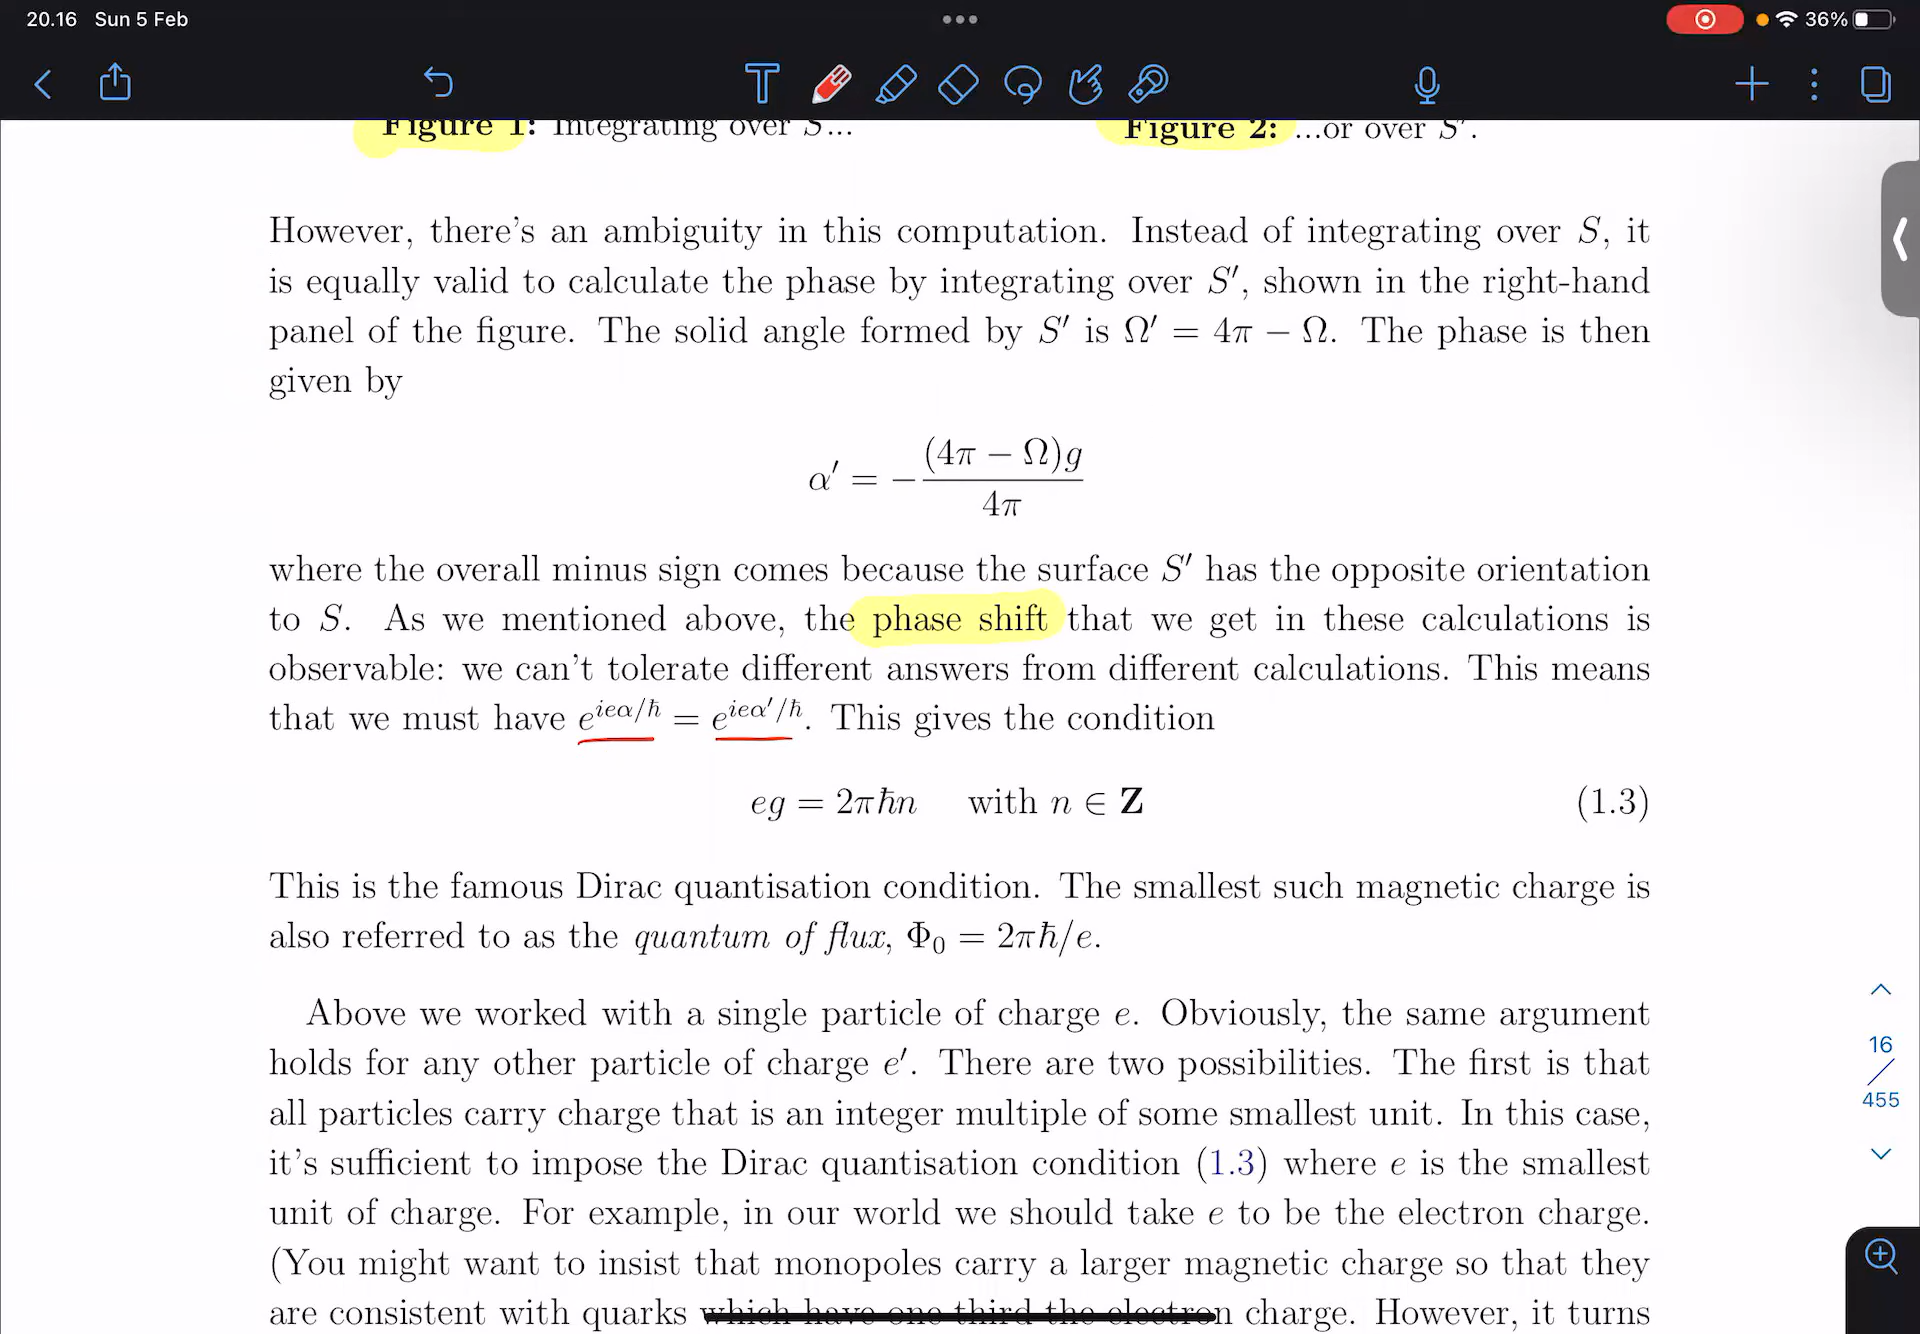 20.16 Sun 5 Feb
36%
Figure 1: Integrating over S... Figure 2: ...or over S′.
However, there's an ambiguity in this computation. Instead of integrating over S, it
is equally valid to calculate the phase by integrating over S′, shown in the right-hand
panel of the figure. The solid angle formed by S′ is Ω′ = 4π − Ω. The phase is then
given by
α′ = −(4π − Ω)g / 4π
where the overall minus sign comes because the surface S′ has the opposite orientation
to S. As we mentioned above, the phase shift that we get in these calculations is
observable: we can't tolerate different answers from different calculations. This means
that we must have e^{ieα/ħ} = e^{ieα′/ħ}. This gives the condition
eg = 2πħn with n ∈ Z (1.3)
This is the famous Dirac quantisation condition. The smallest such magnetic charge is
also referred to as the quantum of flux, Φ₀ = 2πħ/e.
Above we worked with a single particle of charge e. Obviously, the same argument
holds for any other particle of charge e′. There are two possibilities. The first is that
all particles carry charge that is an integer multiple of some smallest unit. In this case,
it's sufficient to impose the Dirac quantisation condition (1.3) where e is the smallest
unit of charge. For example, in our world we should take e to be the electron charge.
(You might want to insist that monopoles carry a larger magnetic charge so that they
are consistent with quarks which have one third the electron charge. However, it turns
16
/
455